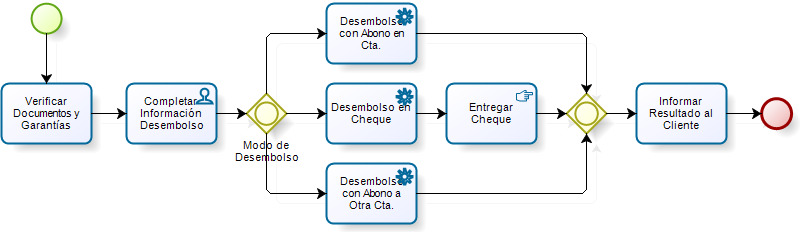 Desembolso
con Abono en
Cta.
Verificar
Documentos y
Garantías
Completar
Información
Desembolso
Modo de
Desembolso
Desembolso en
Cheque
Entregar
Cheque
Informar
Resultado al
Cliente
Desembolso
con Abono a
Otra Cta.